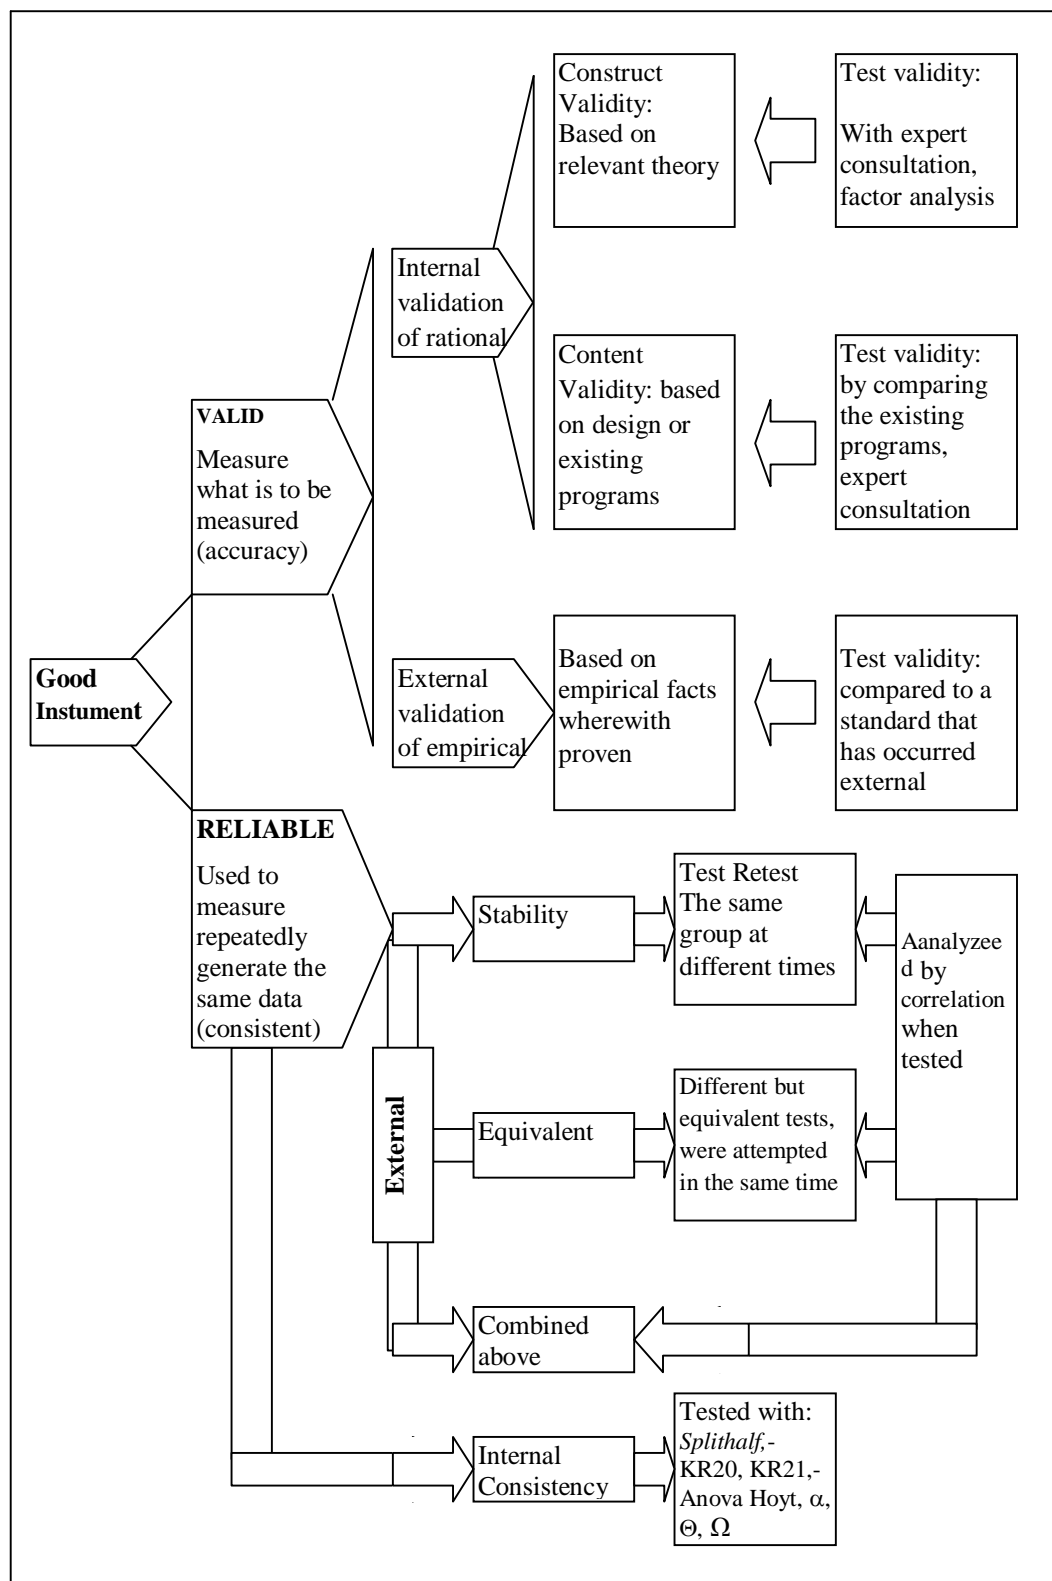 Construct
Validity:
Based on
relevant theory
Test validity:
With expert
consultation,
factor analysis
Internal
validation
of rational
Content
Validity: based
on design or
existing
programs
Test validity:
by comparing
the existing
programs,
expert
consultation
VALID
Measure
what is to be
measured
(accuracy)
Good
Instument
External
validation
of empirical
Based on
empirical facts
wherewith
proven
Test validity:
compared to a
standard that
has occurred
external
RELIABLE
Used to
measure
repeatedly
generate the
same data
(consistent)
Stability
Test Retest
The same
group at
different times
Aanalyzee
d by
correlation
when
tested
External
Equivalent
Different but
equivalent tests,
were attempted
in the same time
Combined
above
Internal
Consistency
Tested with:
Splithalf,-
KR20, KR21,-
Anova Hoyt, α,
Θ, Ω